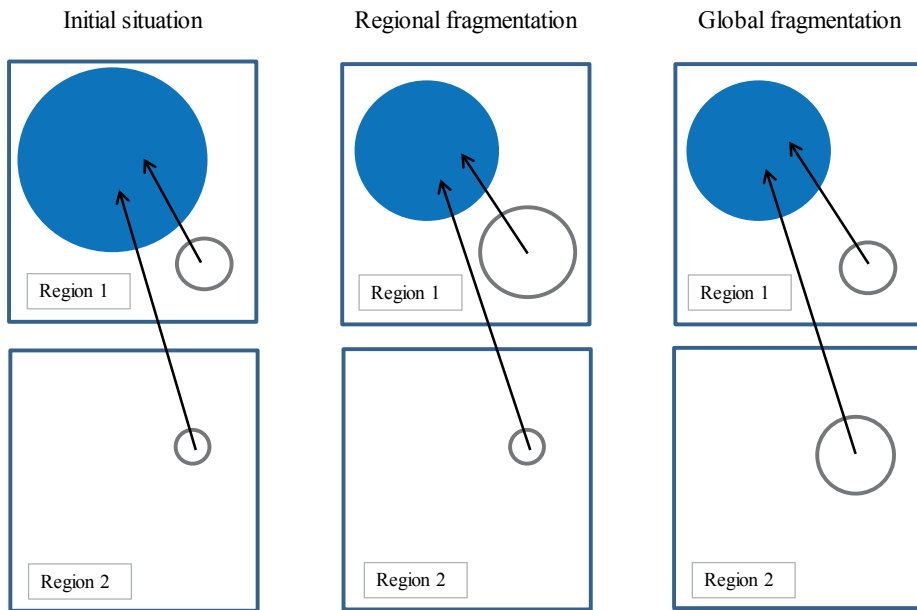 Initial situation
Regional fragmentation
Global fragmentation
Region 1
Region 1
Region 1
Region 2
Region 2
Region 2